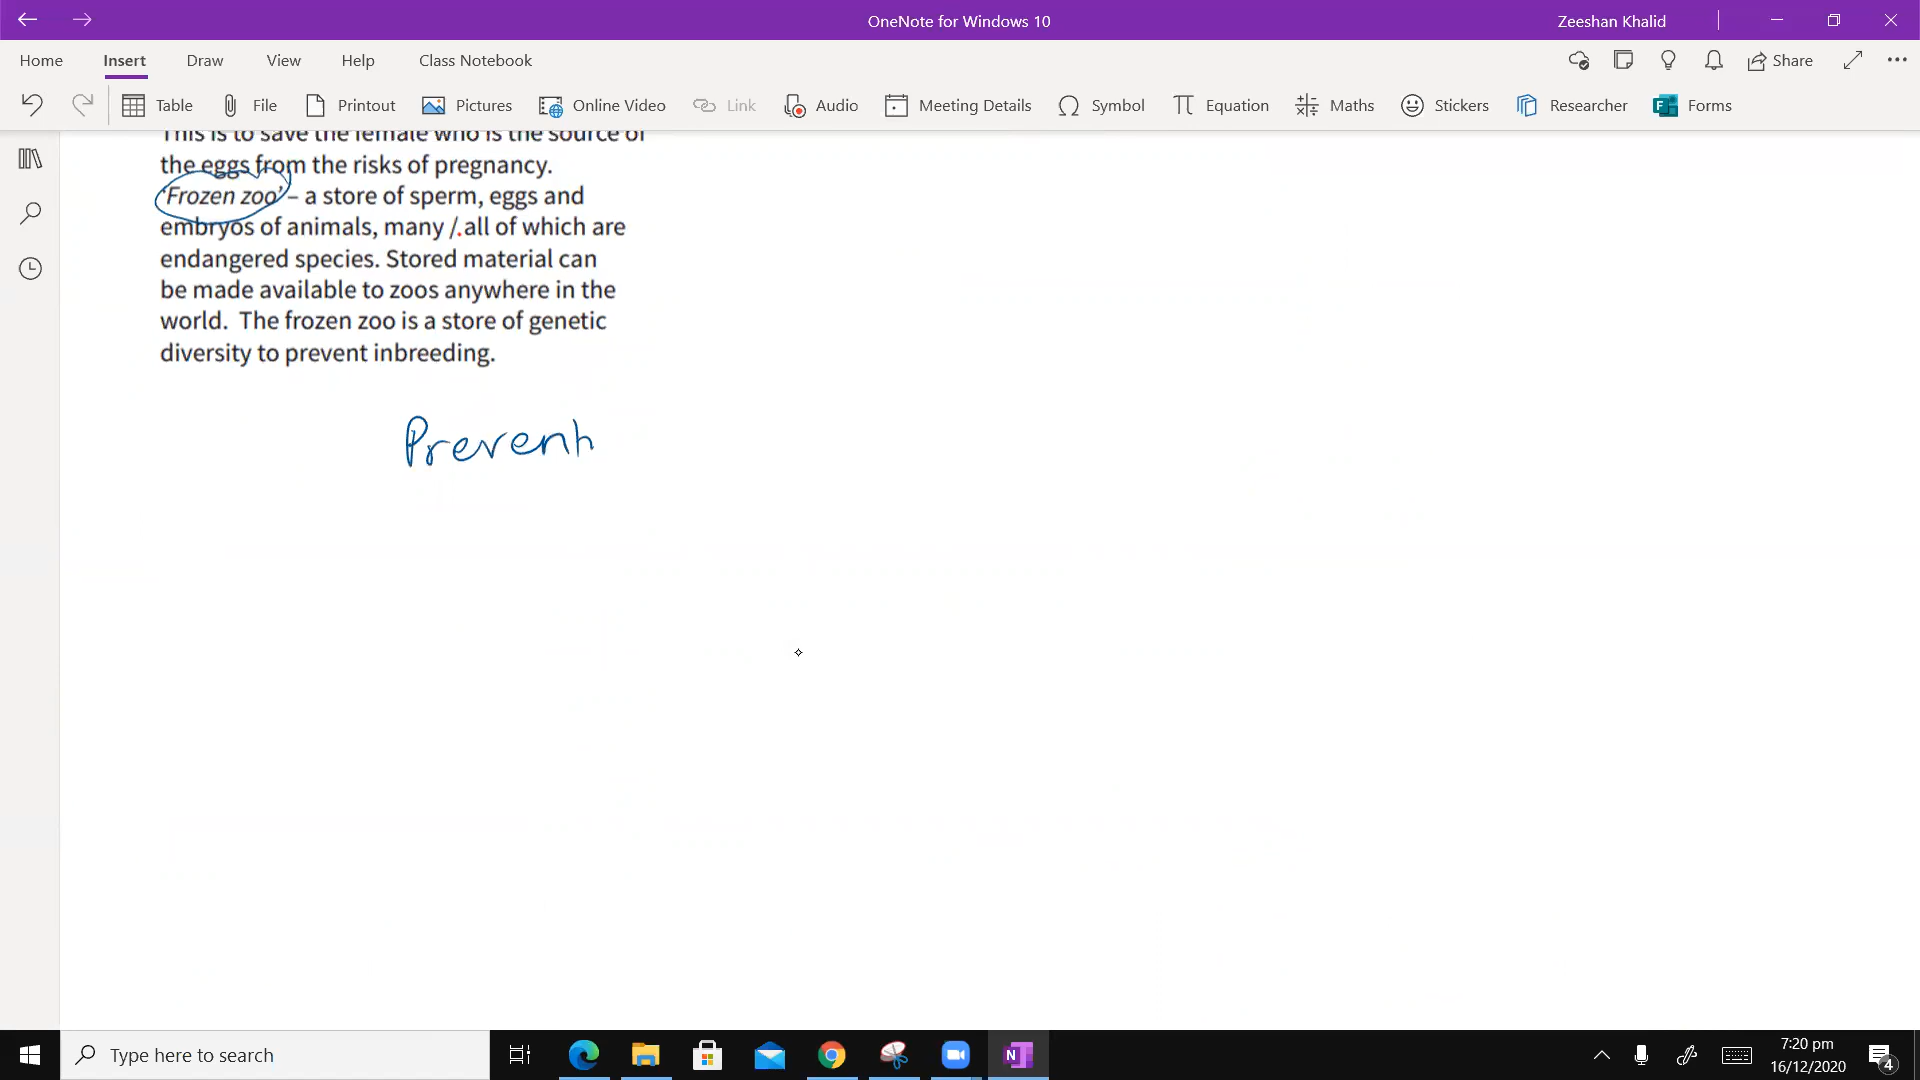 OneNote for Windows 10
Zeeshan Khalid
Home Insert Draw View Help Class Notebook
Share
Table File Printout Pictures Online Video Link Audio Meeting Details Symbol Equation Maths Stickers Researcher Forms
This is to save the female who is the source of
the eggs from the risks of pregnancy.
'Frozen zoo' – a store of sperm, eggs and
embryos of animals, many /.all of which are
endangered species. Stored material can
be made available to zoos anywhere in the
world. The frozen zoo is a store of genetic
diversity to prevent inbreeding.
Preventi
Type here to search
7:20 pm
16/12/2020
4